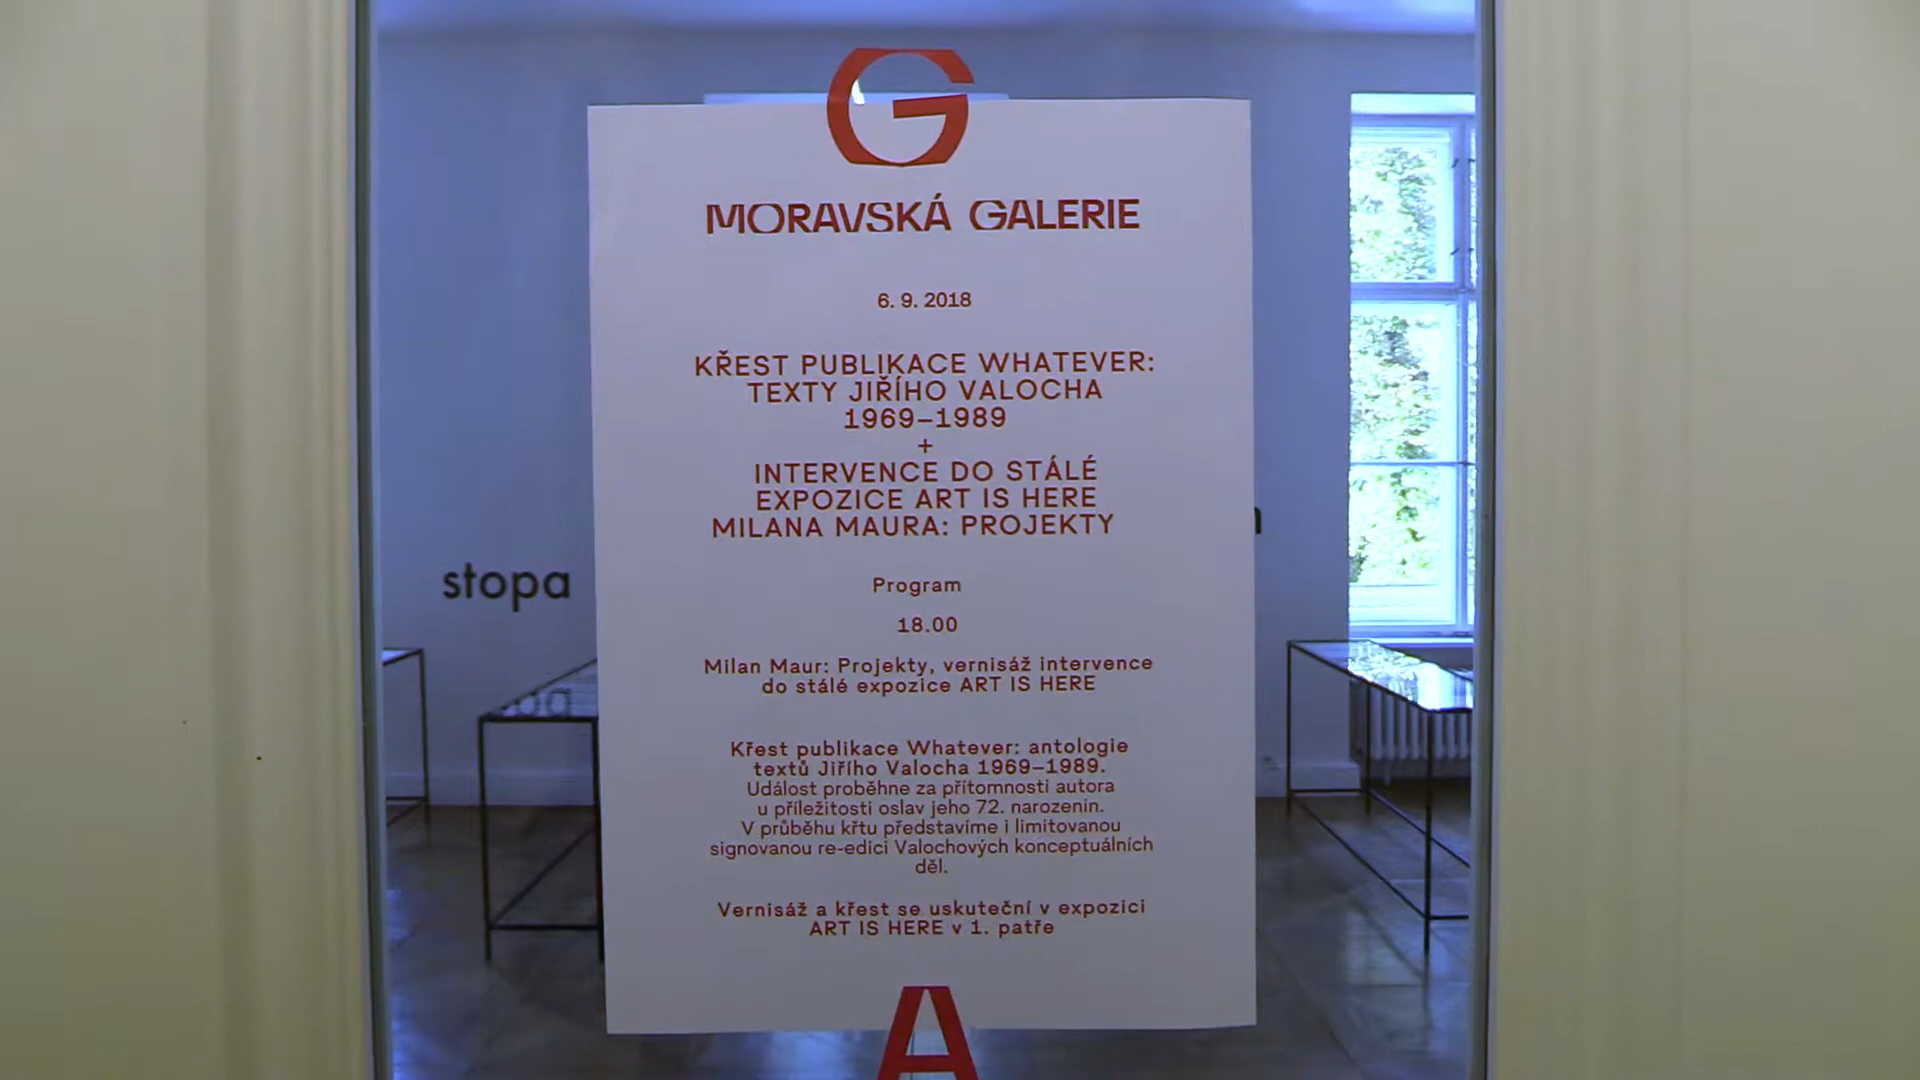 G
MORAVSKÁ GALERIE
6. 9. 2018
KŘEST PUBLIKACE WHATEVER:
TEXTY JIŘÍHO VALOCHA
1969–1989
+
INTERVENCE DO STÁLÉ
EXPOZICE ART IS HERE
MILANA MAURA: PROJEKTY
stopa
Program
18.00
Milan Maur: Projekty, vernisáž intervence
do stálé expozice ART IS HERE
Křest publikace Whatever: antologie
textů Jiřího Valocha 1969–1989.
Událost proběhne za přítomnosti autora
u příležitosti oslav jeho 72. narozenin.
V průběhu křtu představíme i limitovanou
signovanou re-edici Valochových konceptuálních
děl.
Vernisáž a křest se uskuteční v expozici
ART IS HERE v 1. patře
A